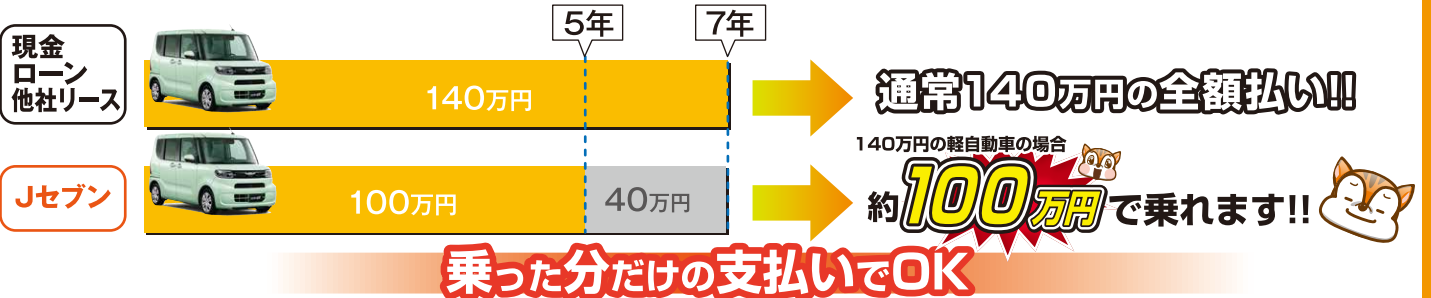 5年
7年
現金
ローン
他社リース
140万円
通常140万円の全額払い!!
Jセブン
100万円
40万円
140万円の軽自動車の場合
約100万円で乗れます!!
乗った分だけの支払いでOK